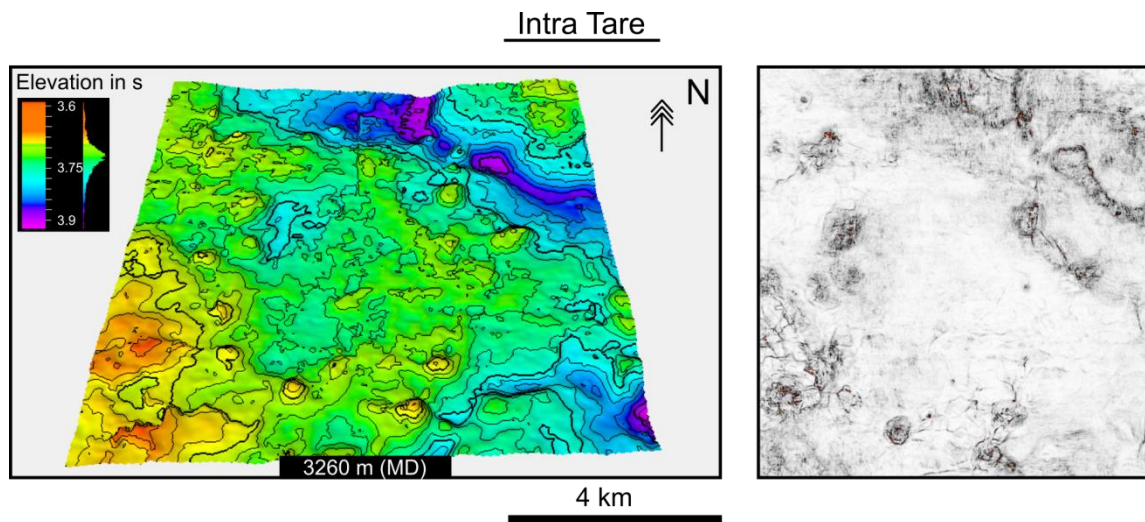 Intra Tare
Elevation in s
N
3.6
3.75
3.9
3260 m (MD)
4 km